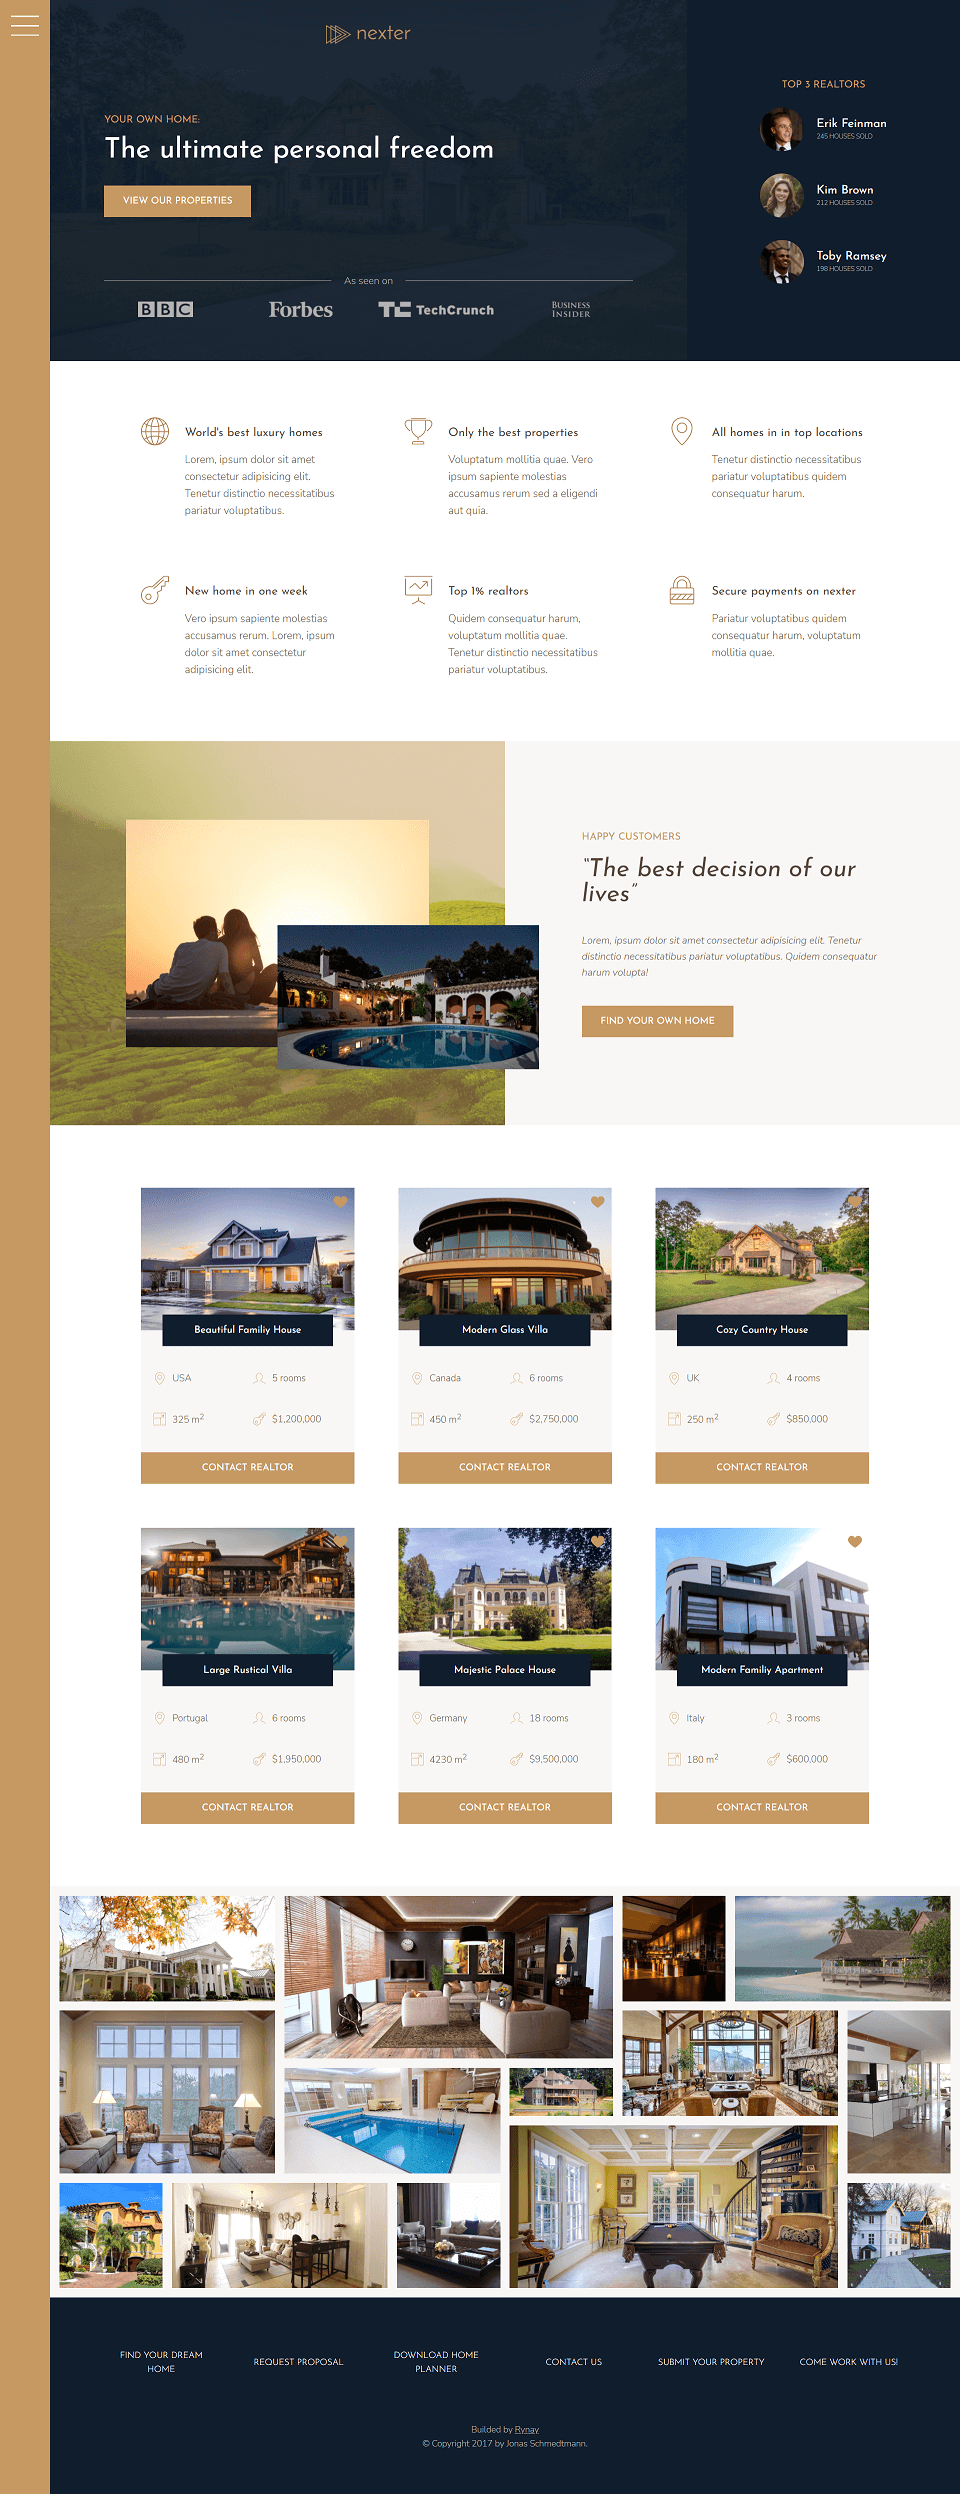 nexter
YOUR OWN HOME:
The ultimate personal freedom
VIEW OUR PROPERTIES
As seen on
BBC
Forbes
TechCrunch
BUSINESS
INSIDER
TOP 3 REALTORS
Erik Feinman
245 HOUSES SOLD
Kim Brown
212 HOUSES SOLD
Toby Ramsey
198 HOUSES SOLD
World's best luxury homes
Lorem, ipsum dolor sit amet
consectetur adipisicing elit.
Tenetur distinctio necessitatibus
pariatur voluptatibus.
Only the best properties
Voluptatum mollitia quae. Vero
ipsum sapiente molestias
accusamus rerum sed a eligendi
aut quia.
All homes in in top locations
Tenetur distinctio necessitatibus
pariatur voluptatibus quidem
consequatur harum.
New home in one week
Vero ipsum sapiente molestias
accusamus rerum. Lorem, ipsum
dolor sit amet consectetur
adipisicing elit.
Top 1% realtors
Quidem consequatur harum,
voluptatum mollitia quae.
Tenetur distinctio necessitatibus
pariatur voluptatibus.
Secure payments on nexter
Pariatur voluptatibus quidem
consequatur harum, voluptatum
mollitia quae.
HAPPY CUSTOMERS
“The best decision of our
lives”
Lorem, ipsum dolor sit amet consectetur adipisicing elit. Tenetur
distinctio necessitatibus pariatur voluptatibus. Quidem consequatur
harum volupta!
FIND YOUR OWN HOME
Beautiful Familiy House
USA
5 rooms
325 m²
$1,200,000
CONTACT REALTOR
Modern Glass Villa
Canada
6 rooms
450 m²
$2,750,000
CONTACT REALTOR
Cozy Country House
UK
4 rooms
250 m²
$850,000
CONTACT REALTOR
Large Rustical Villa
Portugal
6 rooms
480 m²
$1,950,000
CONTACT REALTOR
Majestic Palace House
Germany
18 rooms
4230 m²
$9,500,000
CONTACT REALTOR
Modern Familiy Apartment
Italy
3 rooms
180 m²
$600,000
CONTACT REALTOR
FIND YOUR DREAM
HOME
REQUEST PROPOSAL
DOWNLOAD HOME
PLANNER
CONTACT US
SUBMIT YOUR PROPERTY
COME WORK WITH US!
Builded by Rynay
© Copyright 2017 by Jonas Schmedtmann.